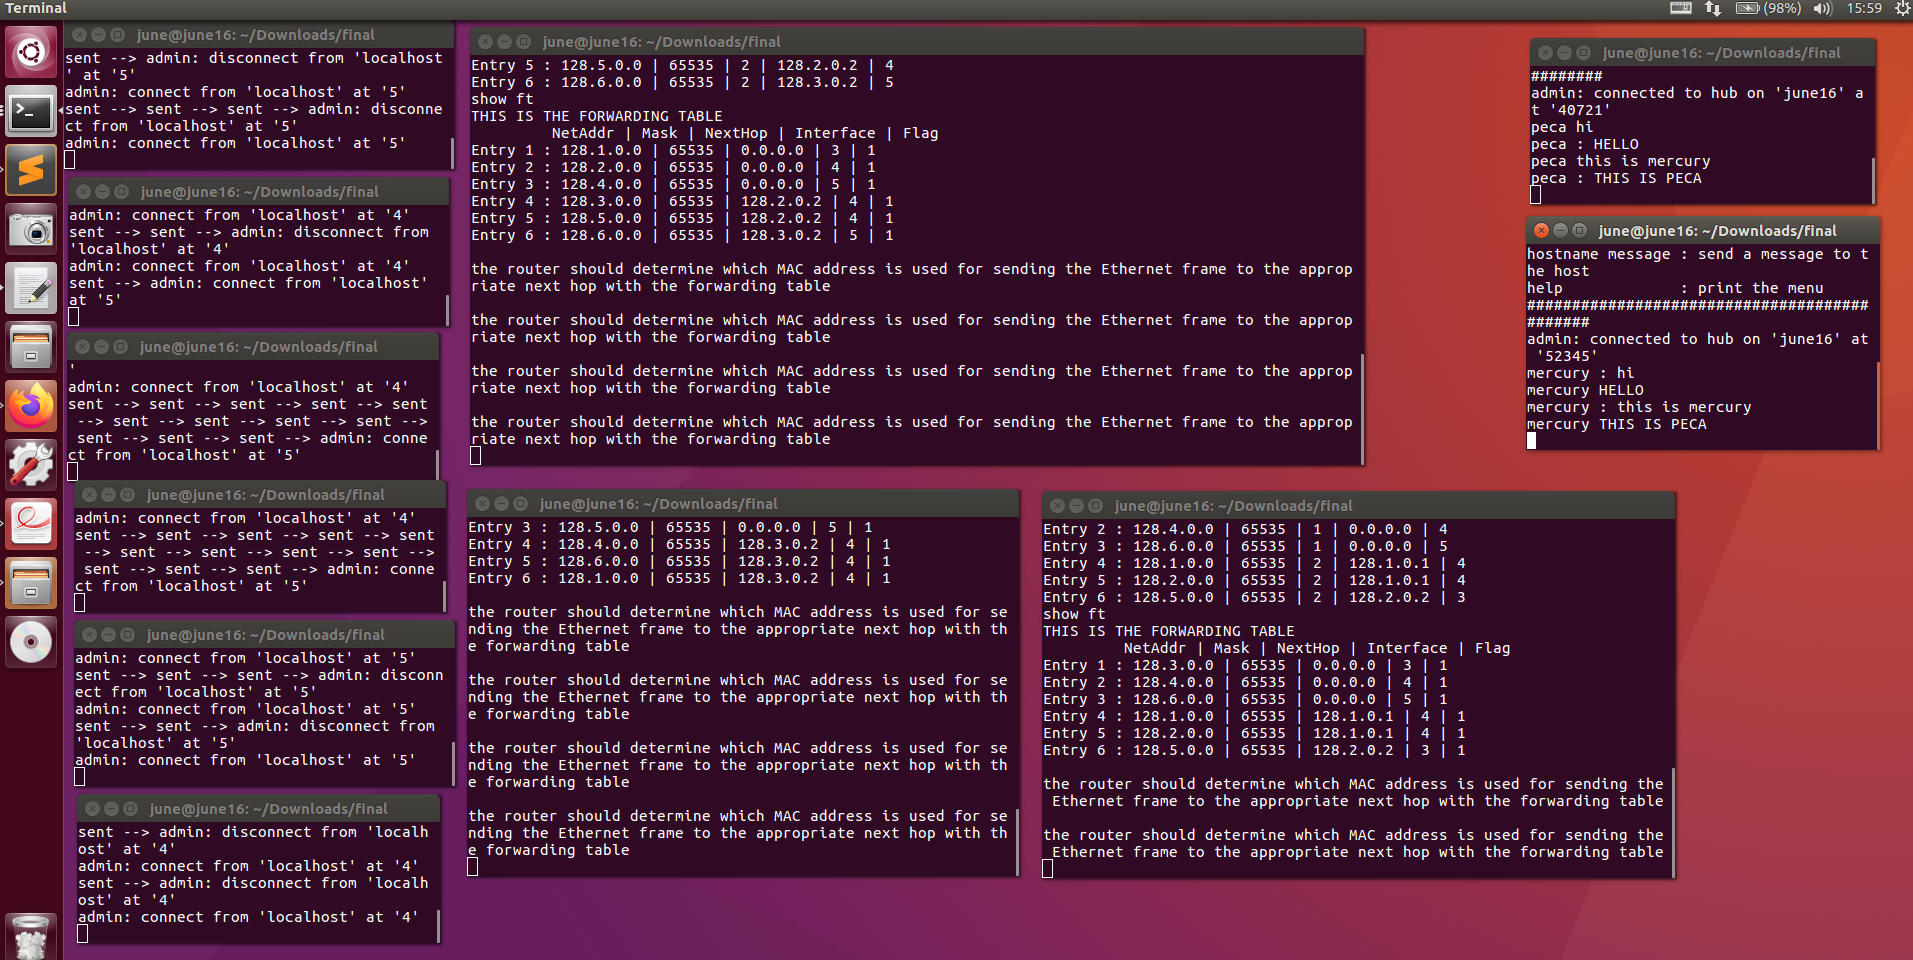 Terminal
(98%)
15:59
june@june16: ~/Downloads/final
sent --> admin: disconnect from 'localhost
' at '5'
admin: connect from 'localhost' at '5'
sent --> sent --> sent --> admin: disconne
ct from 'localhost' at '5'
admin: connect from 'localhost' at '5'
june@june16: ~/Downloads/final
admin: connect from 'localhost' at '4'
sent --> sent --> admin: disconnect from
'localhost' at '4'
admin: connect from 'localhost' at '4'
sent --> admin: connect from 'localhost'
at '5'
june@june16: ~/Downloads/final
'
admin: connect from 'localhost' at '4'
sent --> sent --> sent --> sent --> sent
--> sent --> sent --> sent --> sent -->
sent --> sent --> sent --> admin: conne
ct from 'localhost' at '5'
june@june16: ~/Downloads/final
admin: connect from 'localhost' at '4'
sent --> sent --> sent --> sent --> sent
--> sent --> sent --> sent --> sent -->
sent --> sent --> sent --> admin: conne
ct from 'localhost' at '5'
june@june16: ~/Downloads/final
admin: connect from 'localhost' at '5'
sent --> sent --> sent --> admin: disconn
ect from 'localhost' at '5'
admin: connect from 'localhost' at '5'
sent --> sent --> admin: disconnect from
'localhost' at '5'
admin: connect from 'localhost' at '5'
june@june16: ~/Downloads/final
sent --> admin: disconnect from 'localh
ost' at '4'
admin: connect from 'localhost' at '4'
sent --> admin: disconnect from 'localh
ost' at '4'
admin: connect from 'localhost' at '4'
june@june16: ~/Downloads/final
Entry 5 : 128.5.0.0 | 65535 | 2 | 128.2.0.2 | 4
Entry 6 : 128.6.0.0 | 65535 | 2 | 128.3.0.2 | 5
show ft
THIS IS THE FORWARDING TABLE
NetAddr | Mask | NextHop | Interface | Flag
Entry 1 : 128.1.0.0 | 65535 | 0.0.0.0 | 3 | 1
Entry 2 : 128.2.0.0 | 65535 | 0.0.0.0 | 4 | 1
Entry 3 : 128.4.0.0 | 65535 | 0.0.0.0 | 5 | 1
Entry 4 : 128.3.0.0 | 65535 | 128.2.0.2 | 4 | 1
Entry 5 : 128.5.0.0 | 65535 | 128.2.0.2 | 4 | 1
Entry 6 : 128.6.0.0 | 65535 | 128.3.0.2 | 5 | 1
the router should determine which MAC address is used for sending the Ethernet frame to the approp
riate next hop with the forwarding table
the router should determine which MAC address is used for sending the Ethernet frame to the approp
riate next hop with the forwarding table
the router should determine which MAC address is used for sending the Ethernet frame to the approp
riate next hop with the forwarding table
the router should determine which MAC address is used for sending the Ethernet frame to the approp
riate next hop with the forwarding table
june@june16: ~/Downloads/final
Entry 3 : 128.5.0.0 | 65535 | 0.0.0.0 | 5 | 1
Entry 4 : 128.4.0.0 | 65535 | 128.3.0.2 | 4 | 1
Entry 5 : 128.6.0.0 | 65535 | 128.3.0.2 | 4 | 1
Entry 6 : 128.1.0.0 | 65535 | 128.3.0.2 | 4 | 1
the router should determine which MAC address is used for se
nding the Ethernet frame to the appropriate next hop with th
e forwarding table
the router should determine which MAC address is used for se
nding the Ethernet frame to the appropriate next hop with th
e forwarding table
the router should determine which MAC address is used for se
nding the Ethernet frame to the appropriate next hop with th
e forwarding table
the router should determine which MAC address is used for se
nding the Ethernet frame to the appropriate next hop with th
e forwarding table
june@june16: ~/Downloads/final
Entry 2 : 128.4.0.0 | 65535 | 1 | 0.0.0.0 | 4
Entry 3 : 128.6.0.0 | 65535 | 1 | 0.0.0.0 | 5
Entry 4 : 128.1.0.0 | 65535 | 2 | 128.1.0.1 | 4
Entry 5 : 128.2.0.0 | 65535 | 2 | 128.1.0.1 | 4
Entry 6 : 128.5.0.0 | 65535 | 2 | 128.2.0.2 | 3
show ft
THIS IS THE FORWARDING TABLE
NetAddr | Mask | NextHop | Interface | Flag
Entry 1 : 128.3.0.0 | 65535 | 0.0.0.0 | 3 | 1
Entry 2 : 128.4.0.0 | 65535 | 0.0.0.0 | 4 | 1
Entry 3 : 128.6.0.0 | 65535 | 0.0.0.0 | 5 | 1
Entry 4 : 128.1.0.0 | 65535 | 128.1.0.1 | 4 | 1
Entry 5 : 128.2.0.0 | 65535 | 128.1.0.1 | 4 | 1
Entry 6 : 128.5.0.0 | 65535 | 128.2.0.2 | 3 | 1
the router should determine which MAC address is used for sending the
Ethernet frame to the appropriate next hop with the forwarding table
the router should determine which MAC address is used for sending the
Ethernet frame to the appropriate next hop with the forwarding table
june@june16: ~/Downloads/final
########
admin: connected to hub on 'june16' a
t '40721'
peca hi
peca : HELLO
peca this is mercury
peca : THIS IS PECA
june@june16: ~/Downloads/final
hostname message : send a message to t
he host
help : print the menu
######################################
#######
admin: connected to hub on 'june16' at
'52345'
mercury : hi
mercury HELLO
mercury : this is mercury
mercury THIS IS PECA